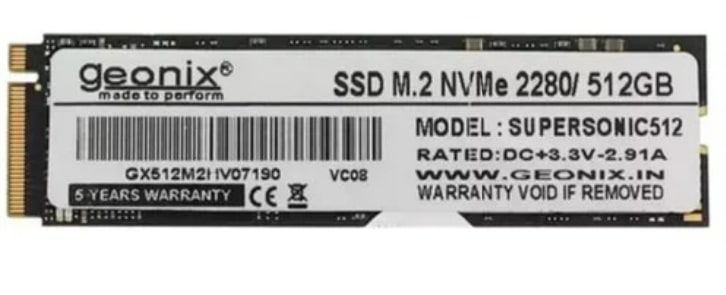 geonix®
made to perform
SSD M.2 NVMe 2280/ 512GB
MODEL : SUPERSONIC512
RATED:DC+3.3V-2.91A
GX512M2HV07190 VC08
WWW.GEONIX.IN
5 YEARS WARRANTY CE
WARRANTY VOID IF REMOVED